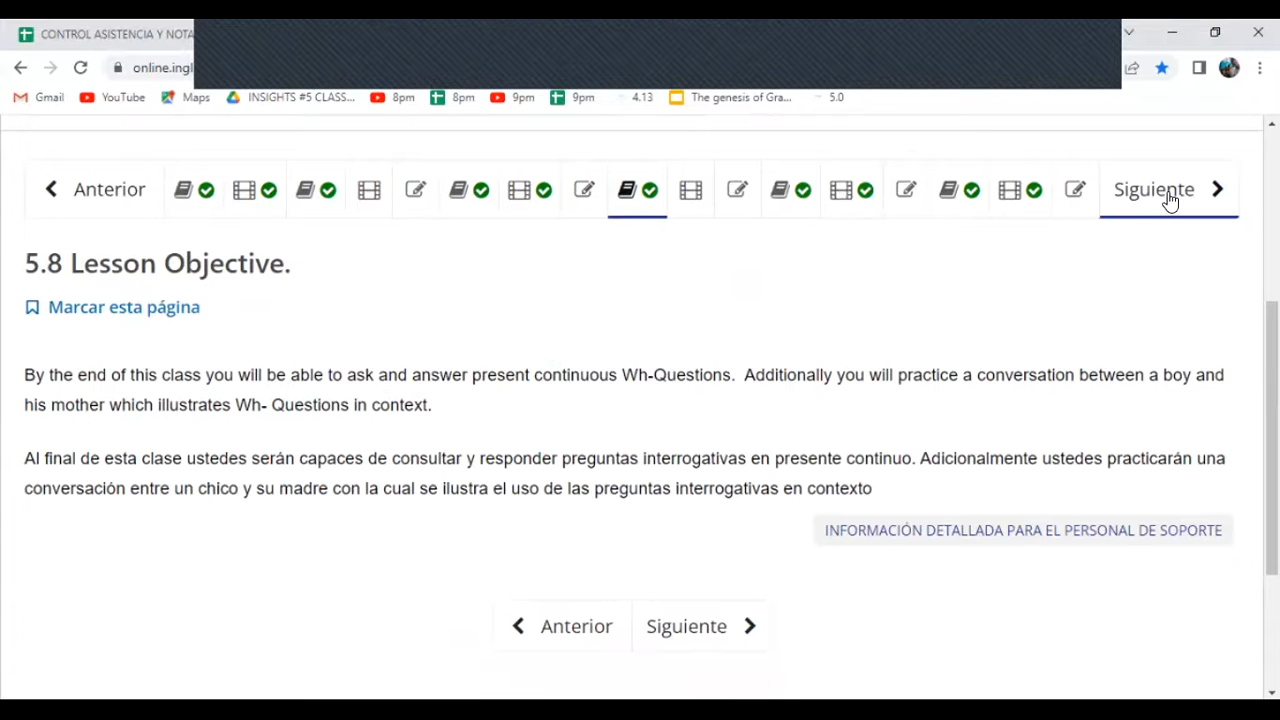 CONTROL ASISTENCIA Y NOTA
online.ingl
Gmail YouTube Maps INSIGHTS #5 CLASS... 8pm 8pm 9pm 9pm 4.13 The genesis of Gra... 5.0
Anterior Siguiente
5.8 Lesson Objective.
Marcar esta página
By the end of this class you will be able to ask and answer present continuous Wh-Questions. Additionally you will practice a conversation between a boy and
his mother which illustrates Wh- Questions in context.
Al final de esta clase ustedes serán capaces de consultar y responder preguntas interrogativas en presente continuo. Adicionalmente ustedes practicarán una
conversación entre un chico y su madre con la cual se ilustra el uso de las preguntas interrogativas en contexto
INFORMACIÓN DETALLADA PARA EL PERSONAL DE SOPORTE
Anterior Siguiente